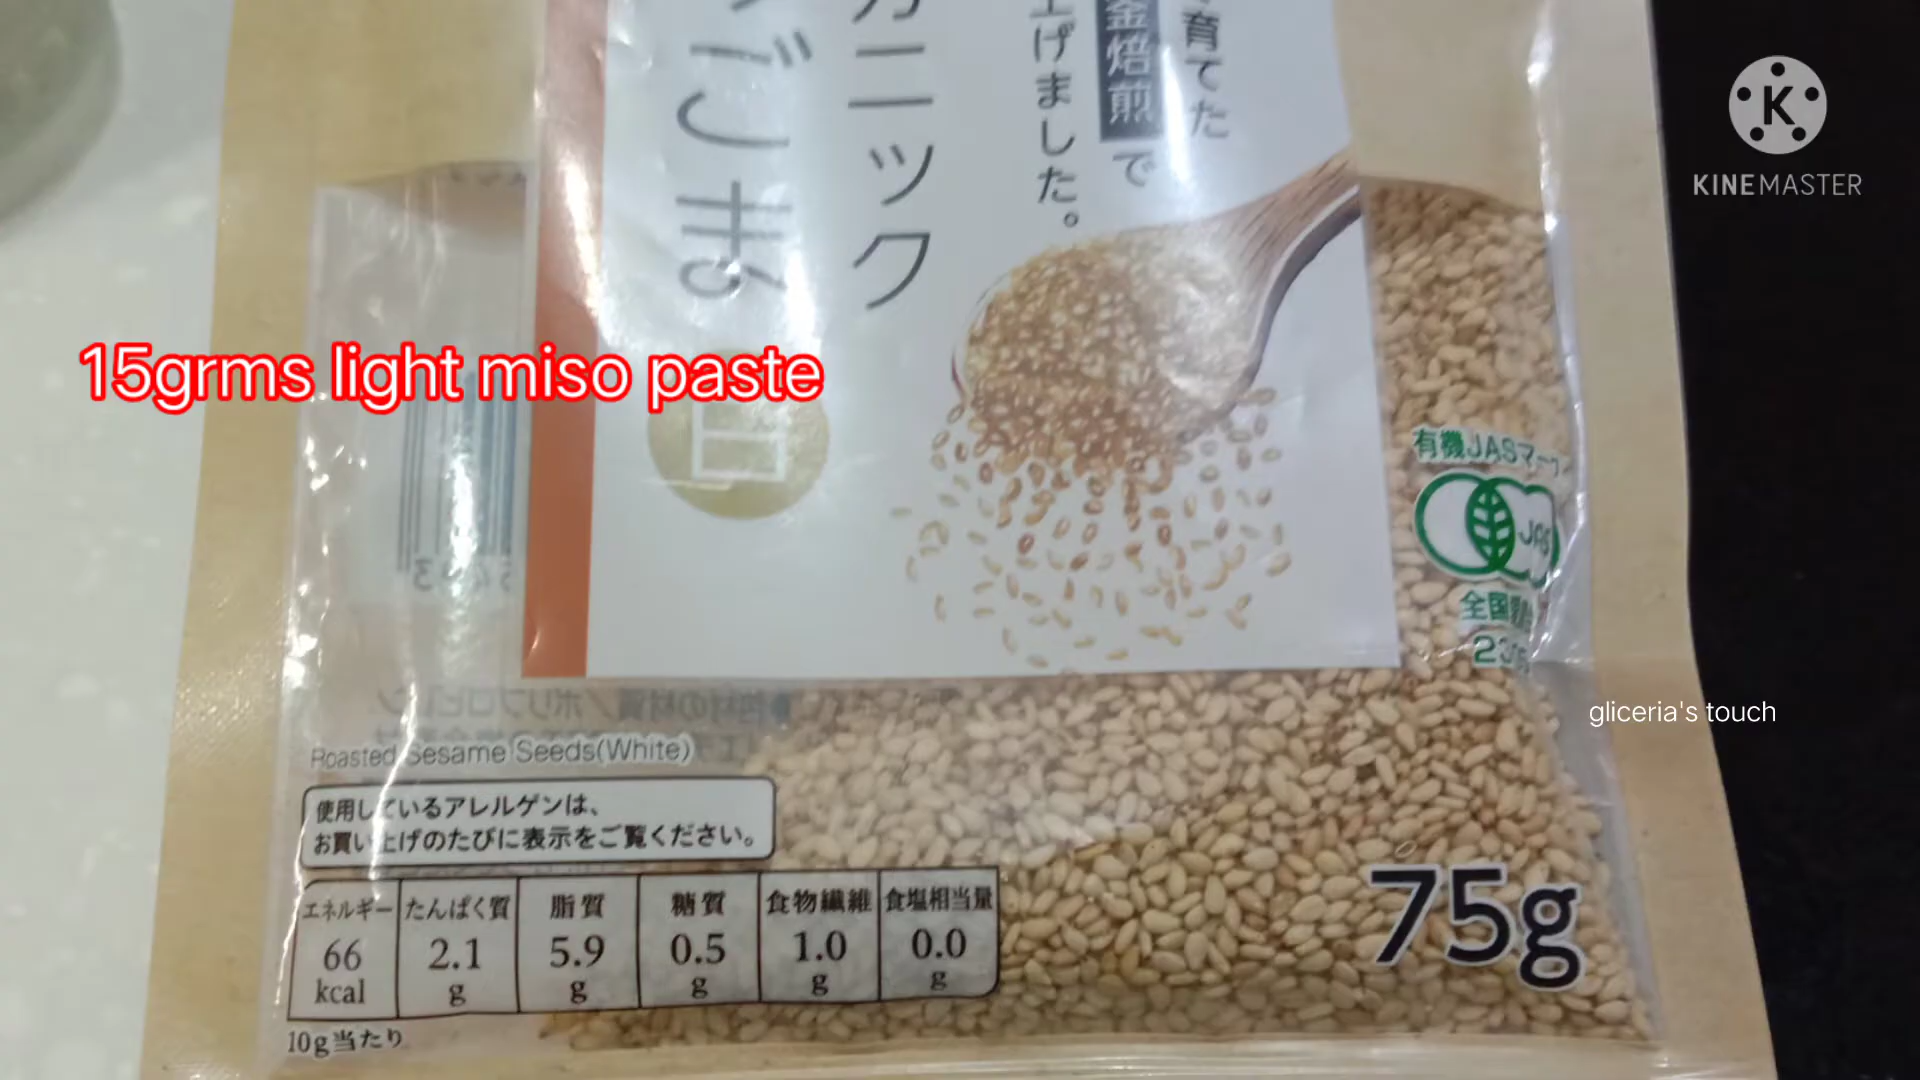 育てた
釜焙煎で
上げました。
カニック
ごま
白
KINEMASTER
15grms light miso paste
有機JASマーク
JAS
全国
gliceria's touch
Roasted Sesame Seeds(White)
使用しているアレルゲンは、
お買い上げのたびに表示をご覧ください。
エネルギー たんぱく質 脂質 糖質 食物繊維 食塩相当量
66 2.1 5.9 0.5 1.0 0.0
kcal g g g g g
10g当たり
75g